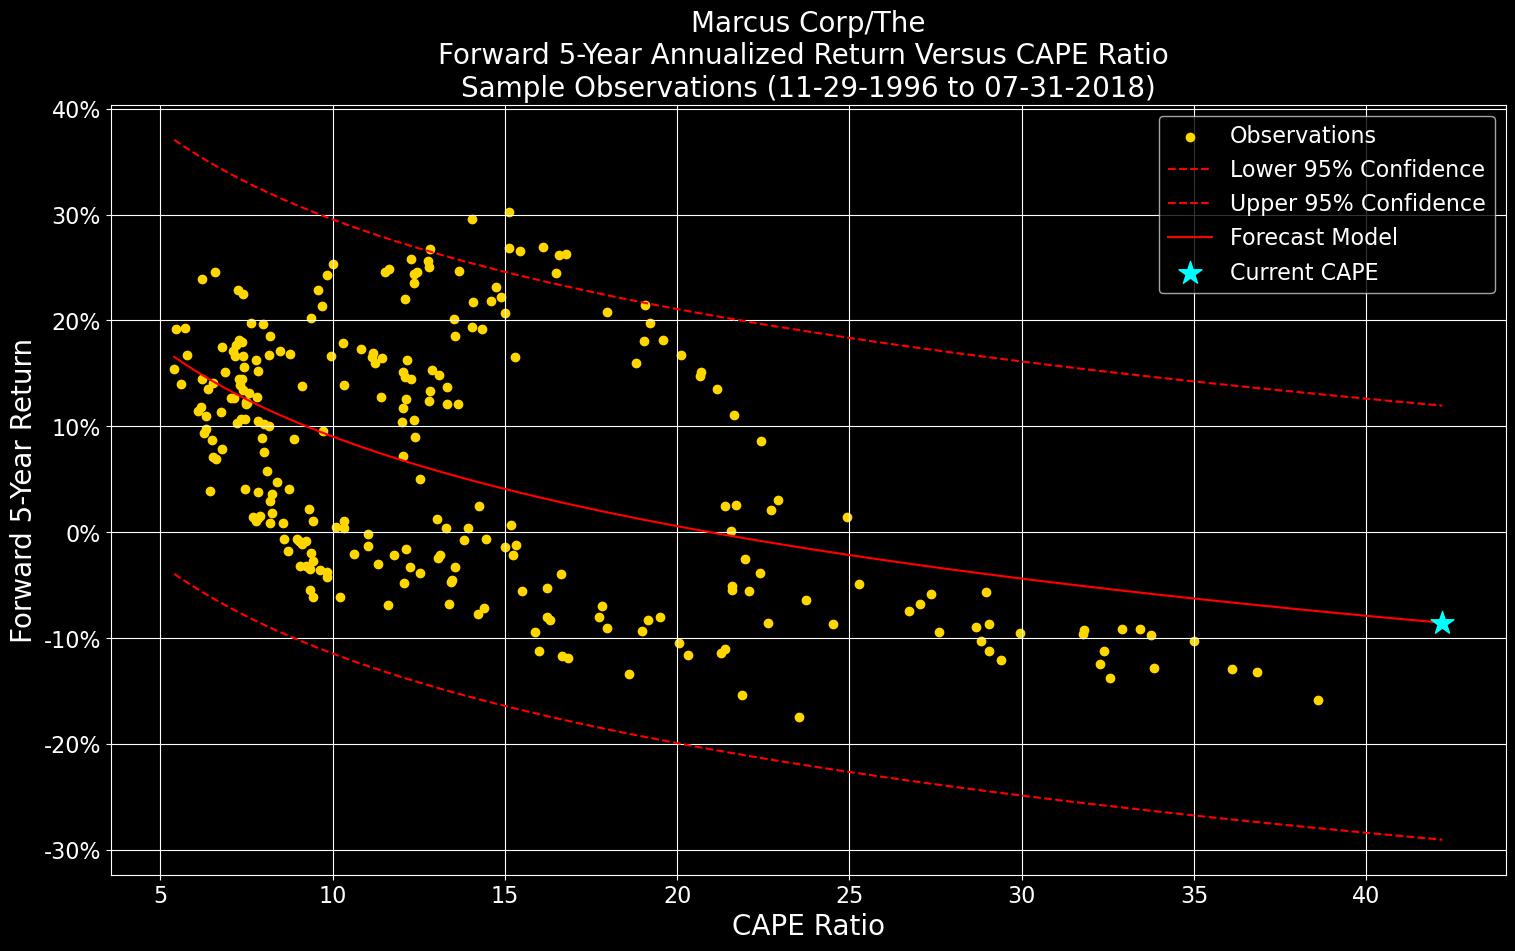 Marcus Corp/The
Forward 5-Year Annualized Return Versus CAPE Ratio
Sample Observations (11-29-1996 to 07-31-2018)
Observations
Lower 95% Confidence
Upper 95% Confidence
Forecast Model
Current CAPE
Forward 5-Year Return
40%
30%
20%
10%
0%
-10%
-20%
-30%
5 10 15 20 25 30 35 40
CAPE Ratio